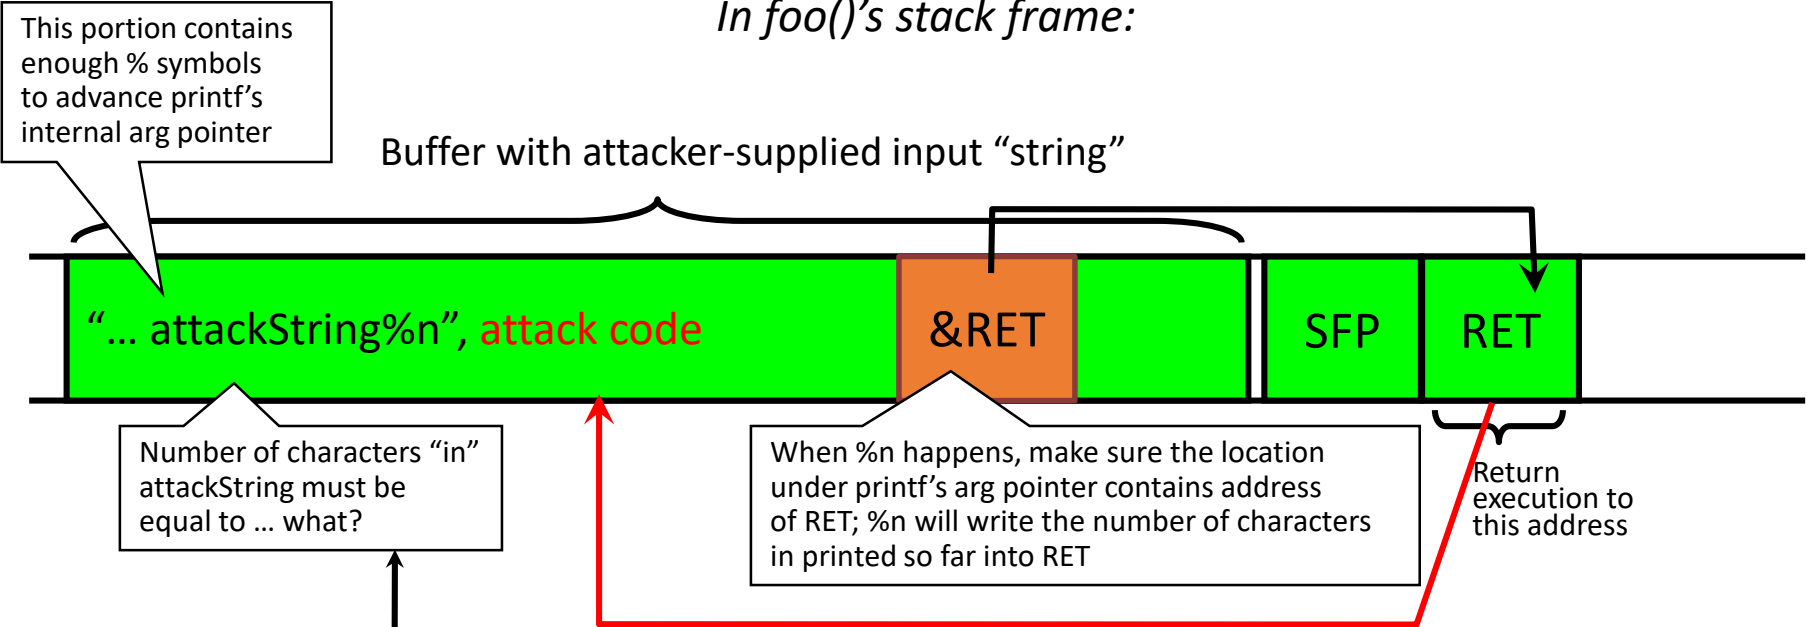 In foo()’s stack frame:
This portion contains
enough % symbols
to advance printf’s
internal arg pointer
Buffer with attacker-supplied input “string”
“… attackString%n”, attack code
&RET
SFP
RET
Number of characters “in”
attackString must be
equal to … what?
When %n happens, make sure the location
under printf’s arg pointer contains address
of RET; %n will write the number of characters
in printed so far into RET
Return
execution to
this address